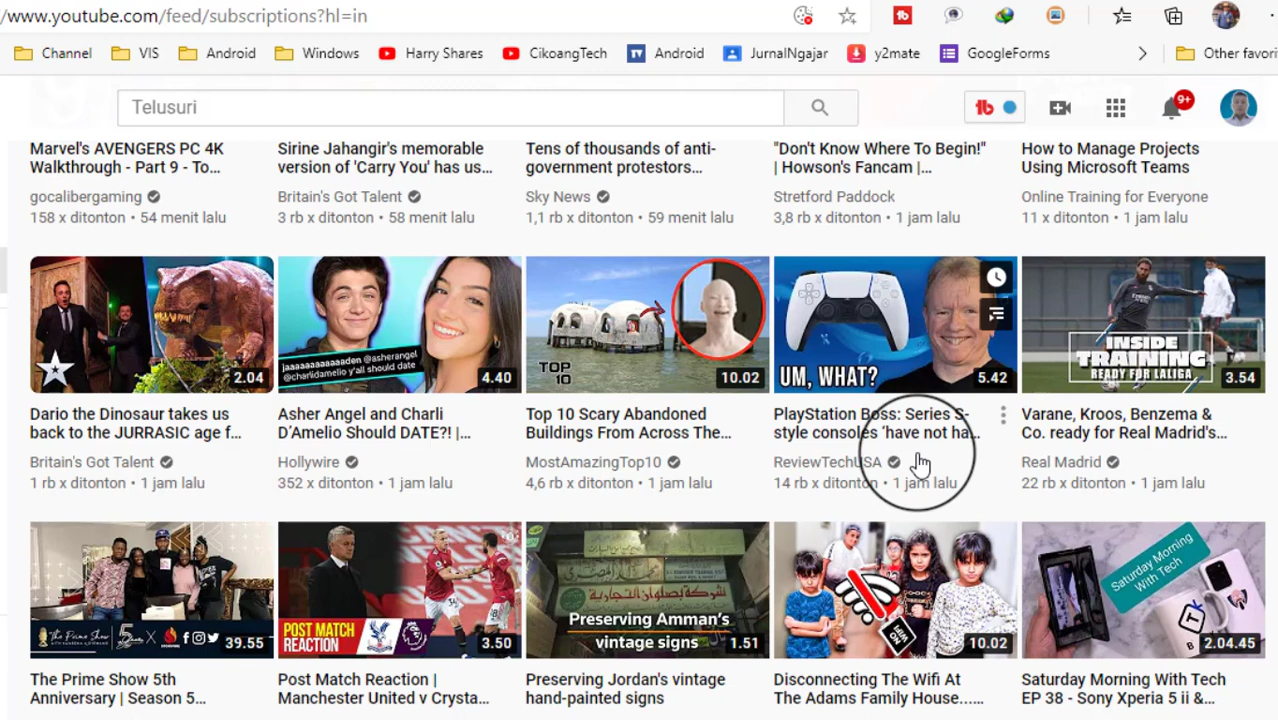 /www.youtube.com/feed/subscriptions?hl=in
Channel VIS Android Windows Harry Shares CikoangTech Android JurnalNgajar y2mate GoogleForms Other favori
Telusuri
9+
Marvel's AVENGERS PC 4K
Walkthrough - Part 9 - To…
gocalibergaming
158 x ditonton • 54 menit lalu
Sirine Jahangir's memorable
version of 'Carry You' has us…
Britain's Got Talent
3 rb x ditonton • 58 menit lalu
Tens of thousands of anti-
government protestors…
Sky News
1,1 rb x ditonton • 59 menit lalu
"Don't Know Where To Begin!"
| Howson's Fancam |…
Stretford Paddock
3,8 rb x ditonton • 1 jam lalu
How to Manage Projects
Using Microsoft Teams
Online Training for Everyone
11 x ditonton • 1 jam lalu
2.04
Dario the Dinosaur takes us
back to the JURRASIC age f…
Britain's Got Talent
1 rb x ditonton • 1 jam lalu
jaaaaaaaaaaden @asherangel
@charlidamelio y'all should date
4.40
Asher Angel and Charli
D'Amelio Should DATE?! |…
Hollywire
352 x ditonton • 1 jam lalu
TOP
10
10.02
Top 10 Scary Abandoned
Buildings From Across The…
MostAmazingTop10
4,6 rb x ditonton • 1 jam lalu
UM, WHAT?
5.42
PlayStation Boss: Series S-
style consoles 'have not ha…
ReviewTechUSA
14 rb x ditonton • 1 jam lalu
INSIDE
TRAINING
READY FOR LALIGA
3.54
Varane, Kroos, Benzema &
Co. ready for Real Madrid's…
Real Madrid
22 rb x ditonton • 1 jam lalu
The Prime Show
5
X
39.55
The Prime Show 5th
Anniversary | Season 5…
POST MATCH
REACTION
3.50
Post Match Reaction |
Manchester United v Crysta…
Preserving Amman's
vintage signs
1.51
Preserving Jordan's vintage
hand-painted signs
NO WIFI
10.02
Disconnecting The Wifi At
The Adams Family House…...
Saturday Morning
With Tech
B T
2.04.45
Saturday Morning With Tech
EP 38 - Sony Xperia 5 ii &…